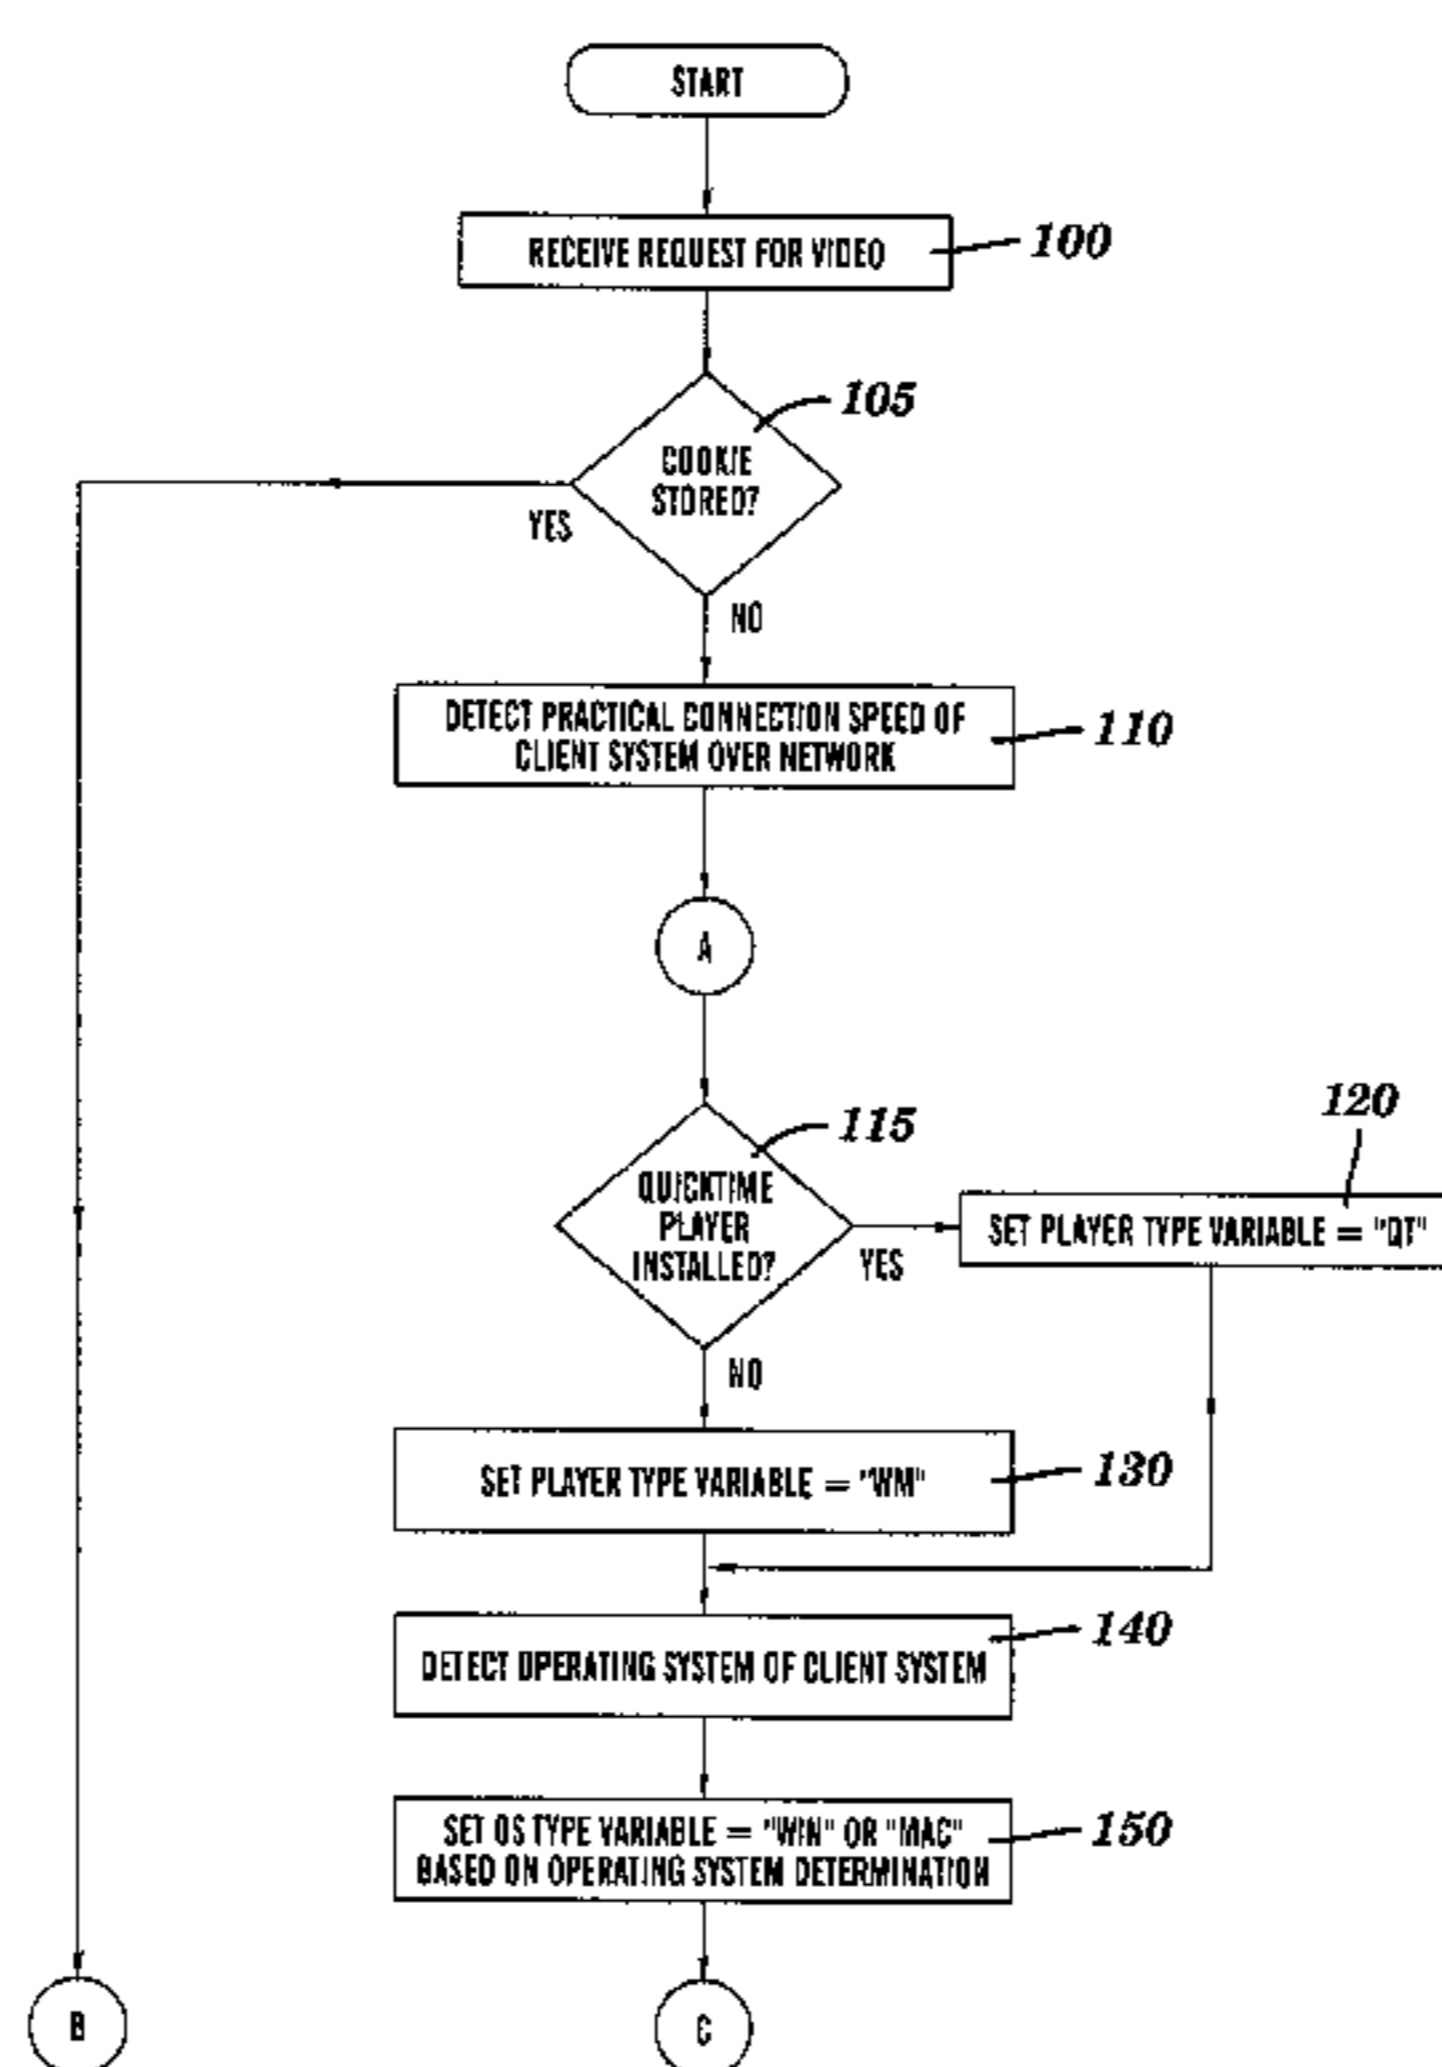 START
RECEIVE REQUEST FOR VIDEO
100
105
COOKIE
STORED?
YES
NO
DETECT PRACTICAL CONNECTION SPEED OF
CLIENT SYSTEM OVER NETWORK
110
A
115
QUICKTIME
PLAYER
INSTALLED?
YES
120
SET PLAYER TYPE VARIABLE = "QT"
NO
SET PLAYER TYPE VARIABLE = "WM"
130
140
DETECT OPERATING SYSTEM OF CLIENT SYSTEM
SET OS TYPE VARIABLE = "WIN" OR "MAC"
BASED ON OPERATING SYSTEM DETERMINATION
150
B
C